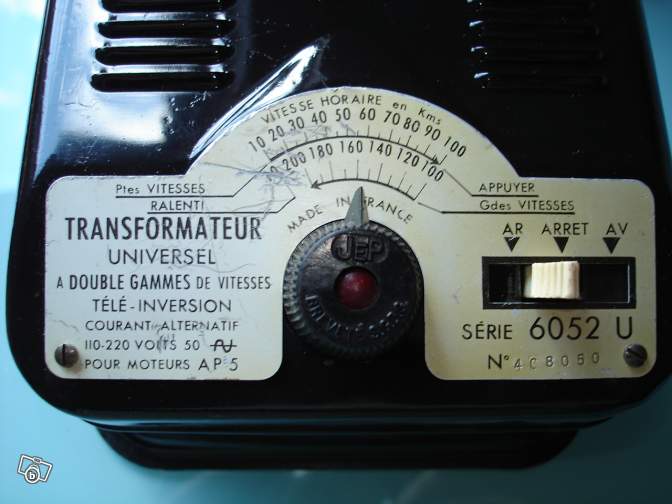 VITESSE HORAIRE en Kms
10 20 30 40 50 60 70 80 90 100
200 180 160 140 120 100
Ptes VITESSES
RALENTI
APPUYER
Gdes VITESSES
MADE IN FRANCE
JEP
TRANSFORMATEUR
UNIVERSEL
A DOUBLE GAMMES DE VITESSES
TÉLÉ-INVERSION
COURANT ALTERNATIF
110-220 VOLTS 50
POUR MOTEURS AP 5
AR ARRET AV
SÉRIE 6052 U
N° 408060